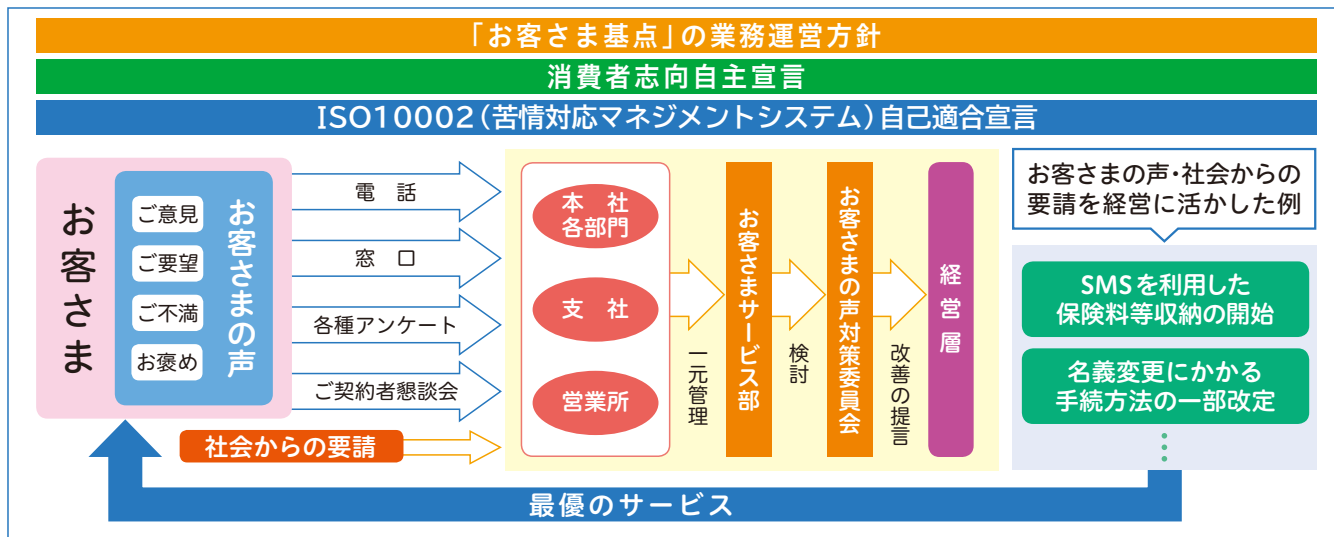 「お客さま基点」の業務運営方針
消費者志向自主宣言
ISO10002（苦情対応マネジメントシステム）自己適合宣言
お客さま
ご意見
ご要望
ご不満
お褒め
お客さまの声
電話
窓口
各種アンケート
ご契約者懇談会
社会からの要請
本社
各部門
支社
営業所
一元管理
お客さまサービス部
検討
お客さまの声対策委員会
改善の提言
経営層
お客さまの声・社会からの
要請を経営に活かした例
SMSを利用した
保険料等収納の開始
名義変更にかかる
手続方法の一部改定
最優のサービス